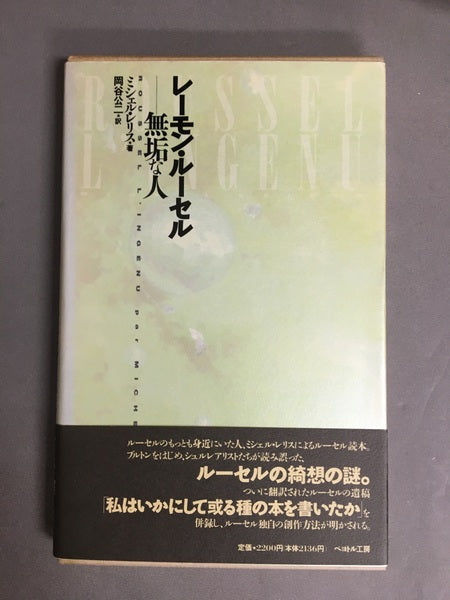 ROUSSEL
L'INGENU
レーモン・ルーセル
──無垢な人
ミシェル・レリス・著
岡谷公二・訳
ROUSSEL L'INGENU par MICHE
ルーセルのもっとも身近にいた人、ミシェル・レリスによるルーセル読本。
ブルトンをはじめ、シュルレアリストたちが読み誤った、
ルーセルの綺想の謎。
ついに翻訳されたルーセルの遺稿
「私はいかにして或る種の本を書いたか」を
併録し、ルーセル独自の創作方法が明かされる。
定価*2200円[本体2136円] ペヨトル工房